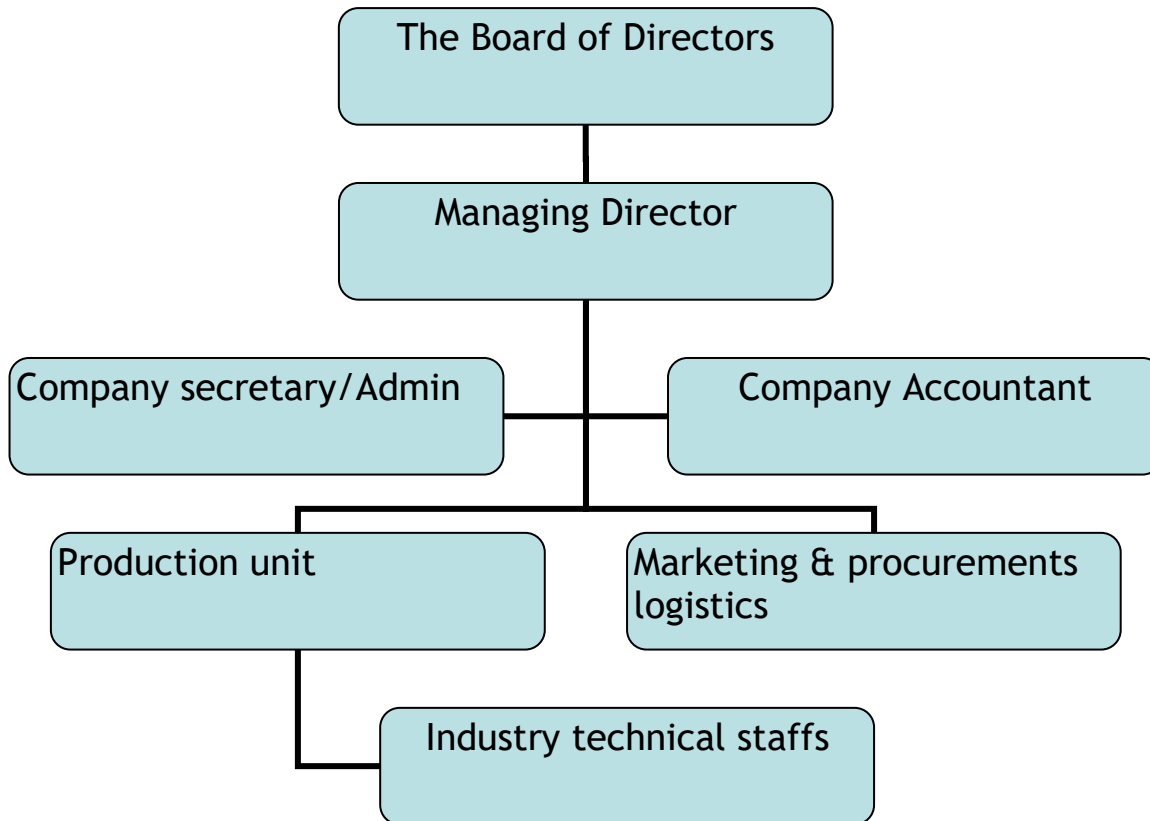 The Board of Directors
Managing Director
Company secretary/Admin
Company Accountant
Production unit
Marketing & procurements
logistics
Industry technical staffs